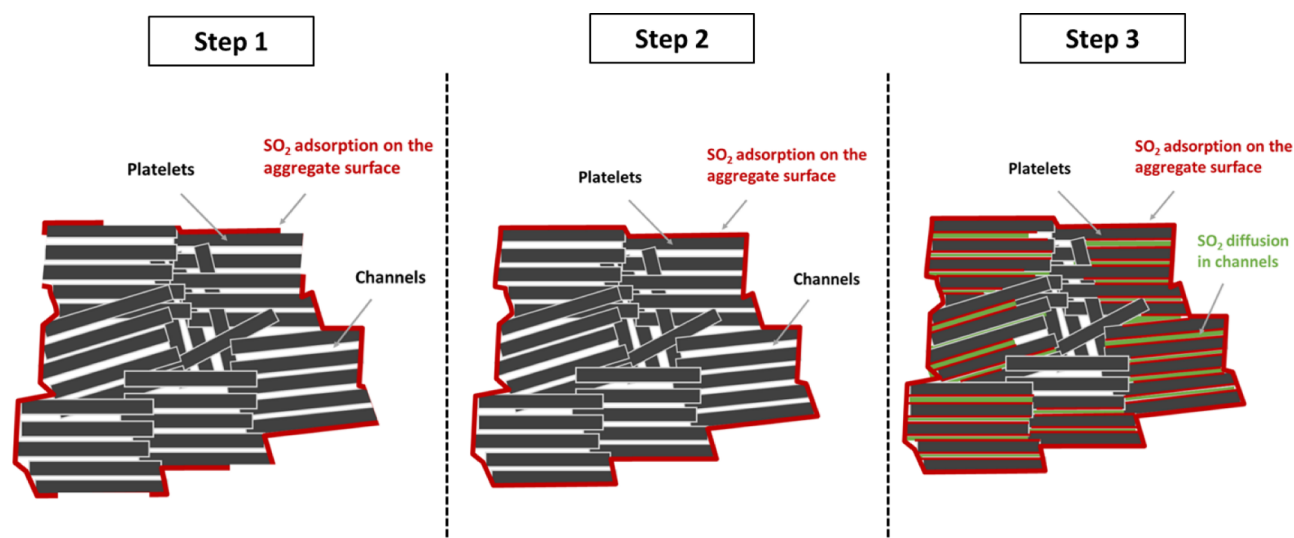 Step 1
SO2 adsorption on the
aggregate surface
Platelets
Channels
Step 2
SO2 adsorption on the
aggregate surface
Platelets
Channels
Step 3
SO2 adsorption on the
aggregate surface
Platelets
SO2 diffusion
in channels